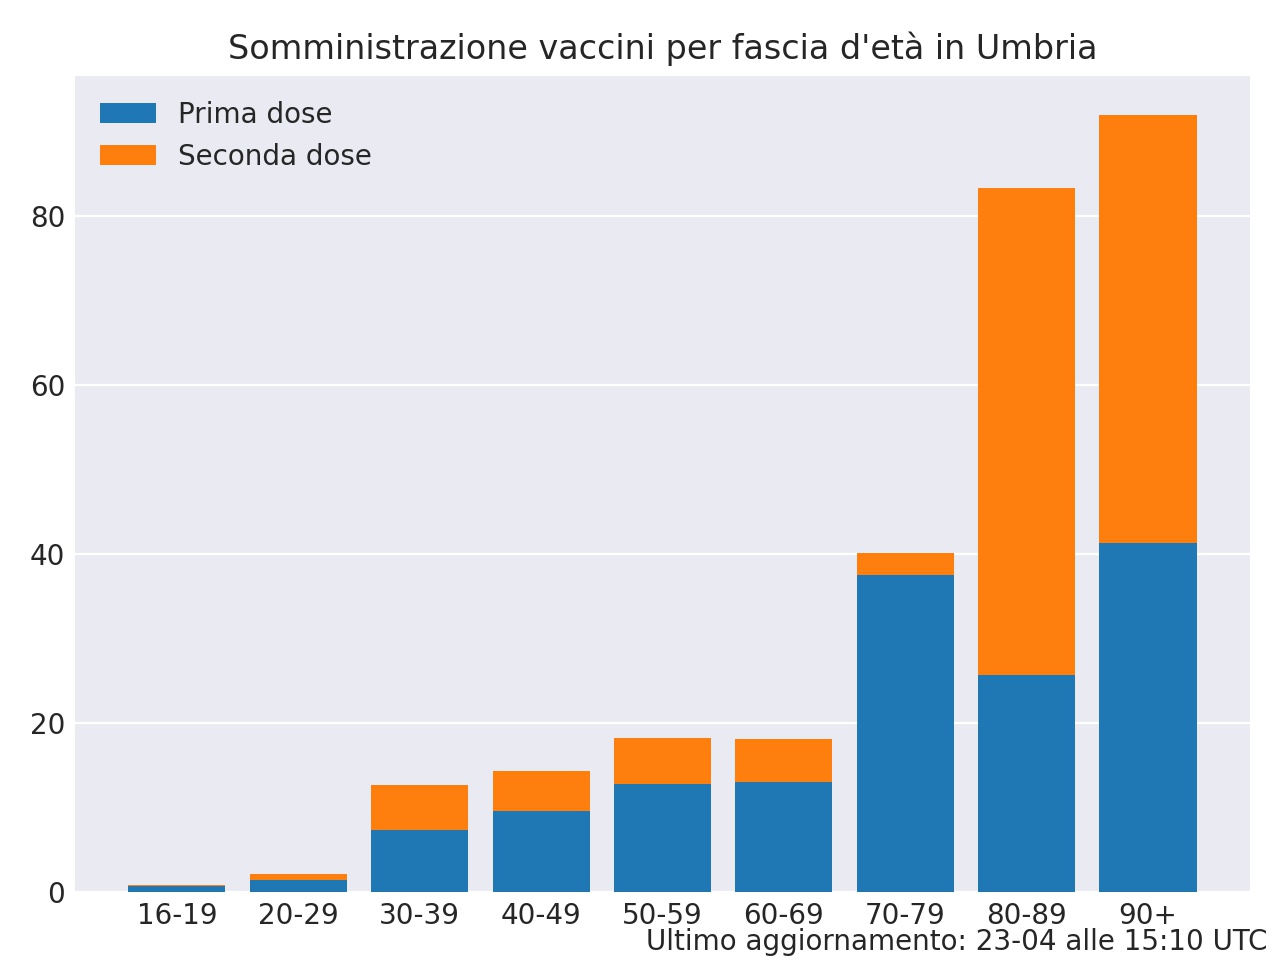 Somministrazione vaccini per fascia d'età in Umbria
Prima dose
Seconda dose
80
60
40
20
0
16-19 20-29 30-39 40-49 50-59 60-69 70-79 80-89 90+
Ultimo aggiornamento: 23-04 alle 15:10 UTC